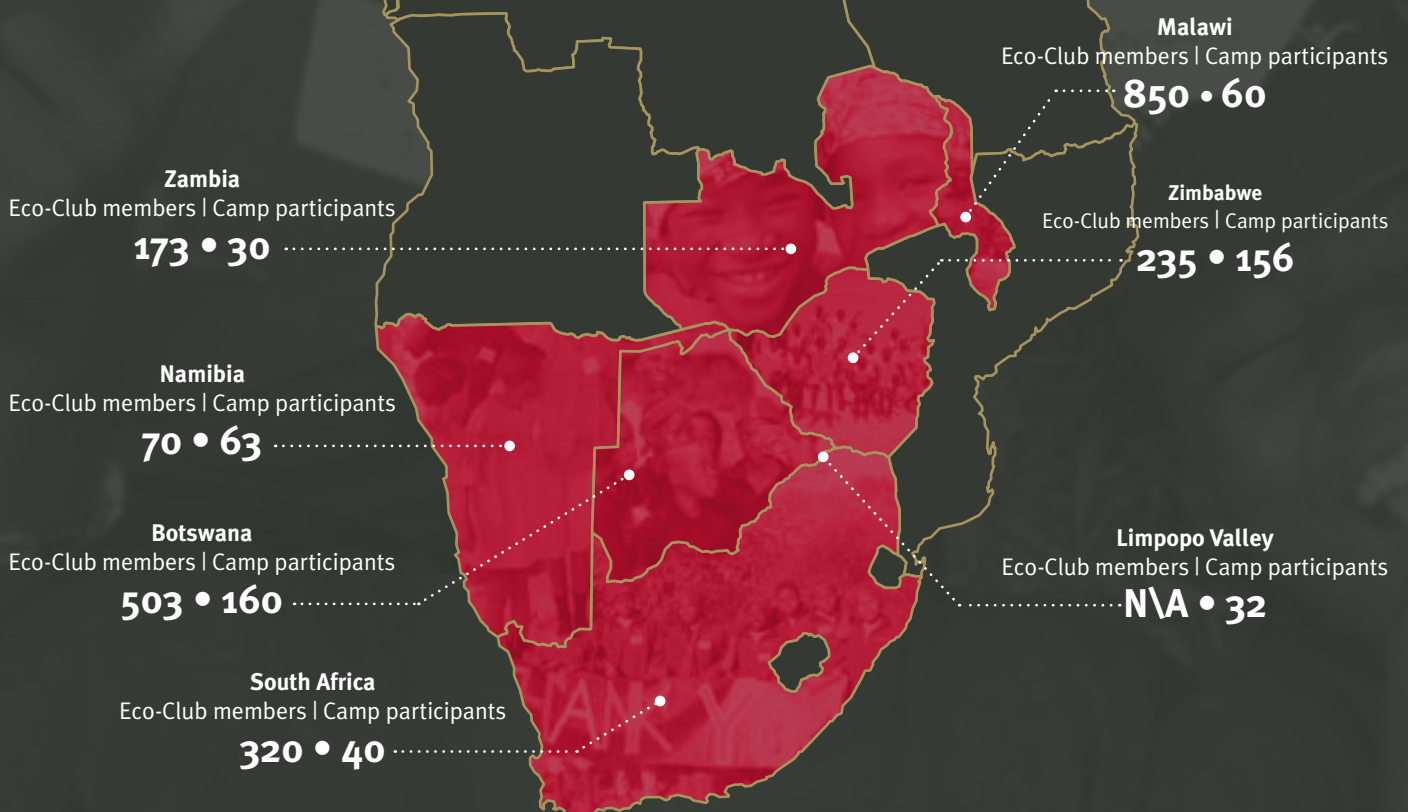 Malawi
Eco-Club members | Camp participants
850 • 60
Zambia
Eco-Club members | Camp participants
173 • 30
Zimbabwe
Eco-Club members | Camp participants
235 • 156
Namibia
Eco-Club members | Camp participants
70 • 63
Botswana
Eco-Club members | Camp participants
503 • 160
Limpopo Valley
Eco-Club members | Camp participants
N\A • 32
South Africa
Eco-Club members | Camp participants
320 • 40